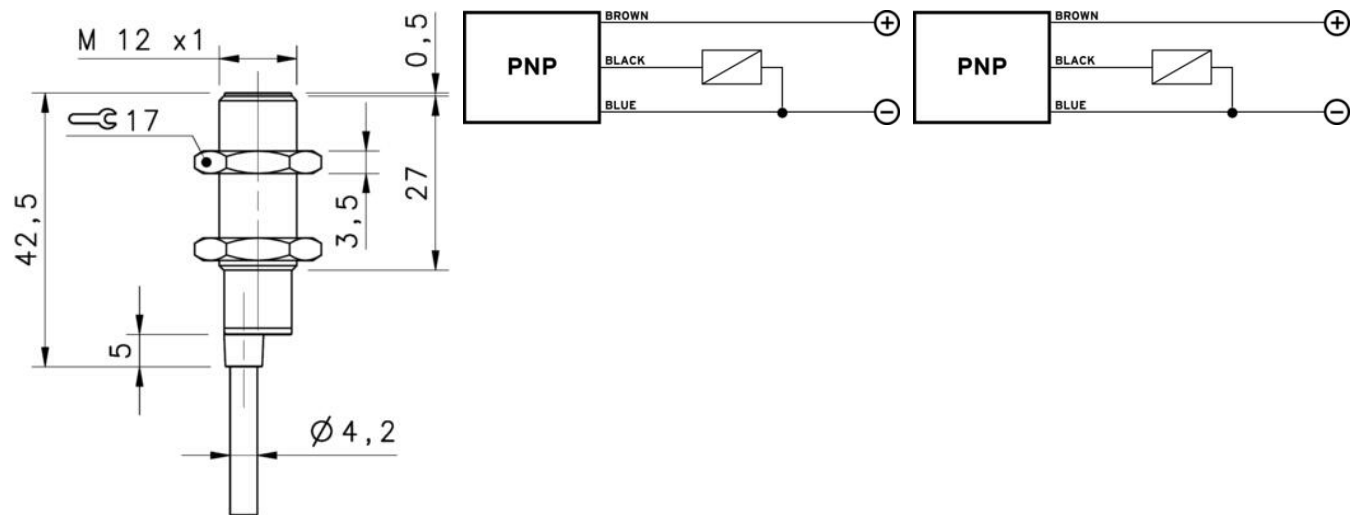 M 12 x1
0,5
17
42,5
3,5
27
5
Ø4,2
BROWN
PNP
BLACK
BLUE
+
−
BROWN
PNP
BLACK
BLUE
+
−